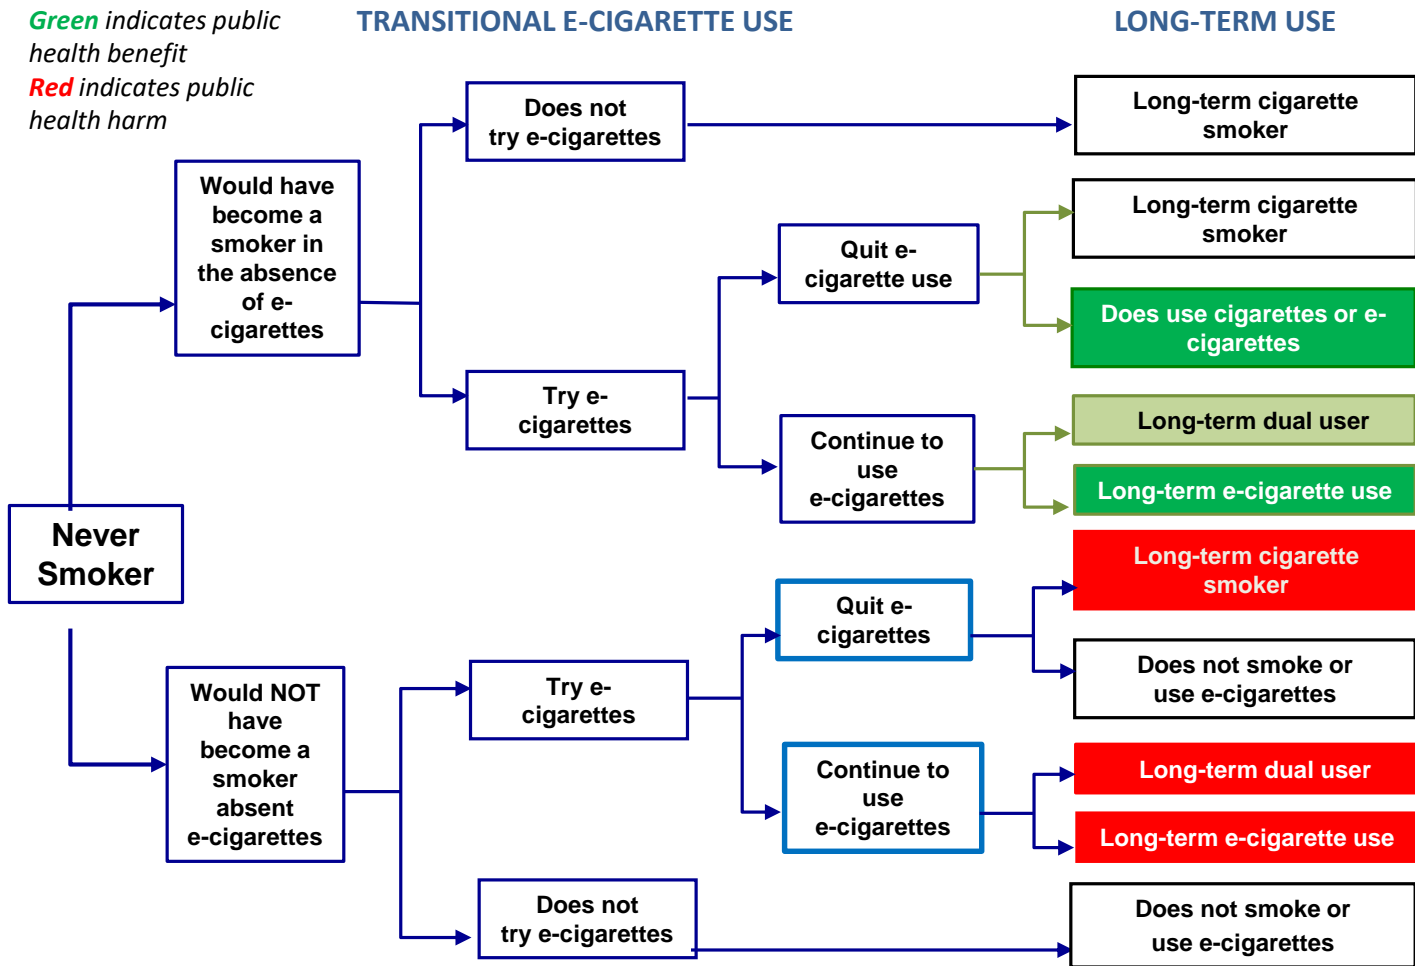 Green indicates public
health benefit
Red indicates public
health harm
TRANSITIONAL E-CIGARETTE USE
LONG-TERM USE
Does not
try e-cigarettes
Long-term cigarette
smoker
Would have
become a
smoker in
the absence
of e-
cigarettes
Long-term cigarette
smoker
Quit e-
cigarette use
Does use cigarettes or e-
cigarettes
Try e-
cigarettes
Continue to
use
e-cigarettes
Long-term dual user
Long-term e-cigarette use
Never
Smoker
Long-term cigarette
smoker
Quit e-
cigarettes
Does not smoke or
use e-cigarettes
Would NOT
have
become a
smoker
absent
e-cigarettes
Try e-
cigarettes
Continue to
use
e-cigarettes
Long-term dual user
Long-term e-cigarette use
Does not
try e-cigarettes
Does not smoke or
use e-cigarettes